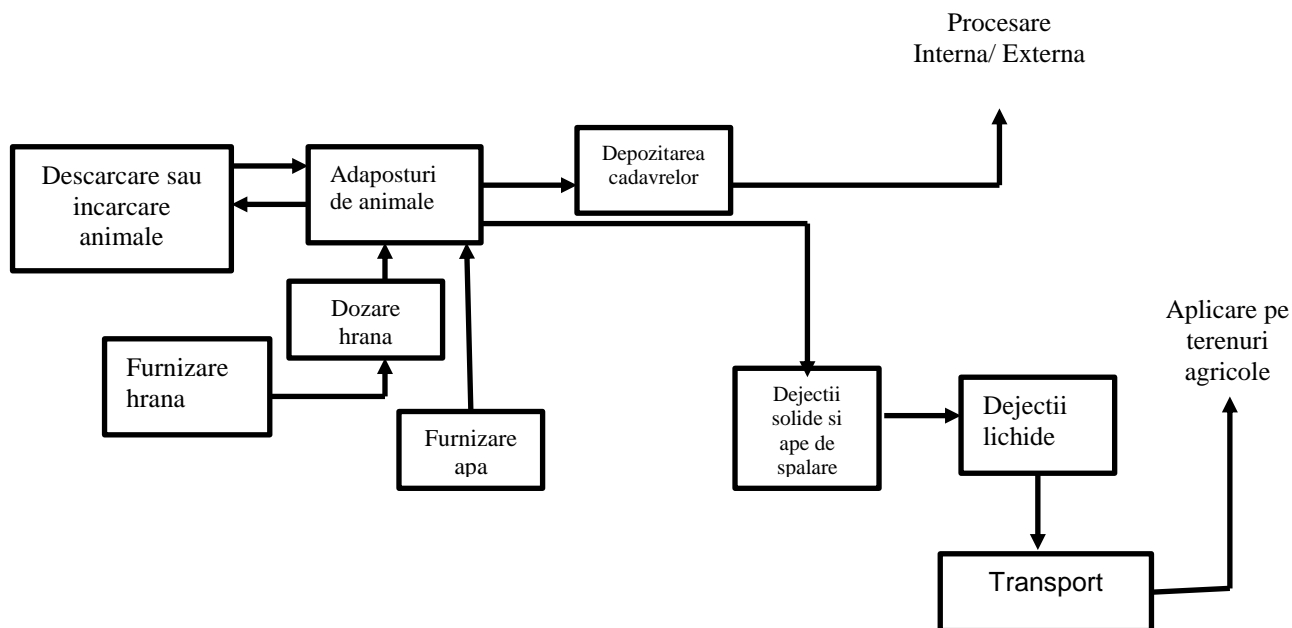 Procesare
Interna/ Externa
Descarcare sau
incarcare
animale
Adaposturi
de animale
Depozitarea
cadavrelor
Dozare
hrana
Furnizare
hrana
Furnizare
apa
Dejectii
solide si
ape de
spalare
Dejectii
lichide
Aplicare pe
terenuri
agricole
Transport